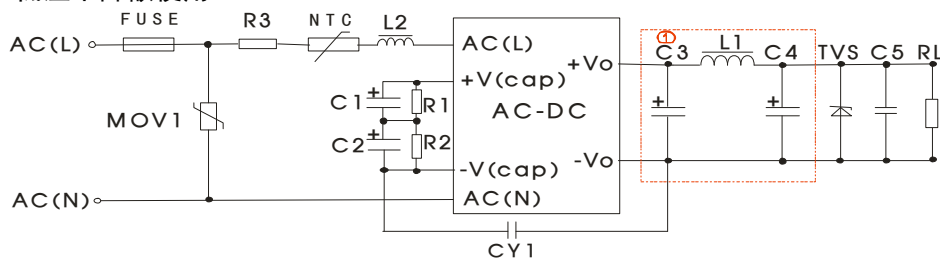 FUSE R3 NTC L2 ① C3 L1 C4 TVS C5 RL
AC(L) AC(L) +Vo
+V(cap)
C1 R1 AC-DC
MOV1
C2 R2
-V(cap) -Vo
AC(N) AC(N)
CY1